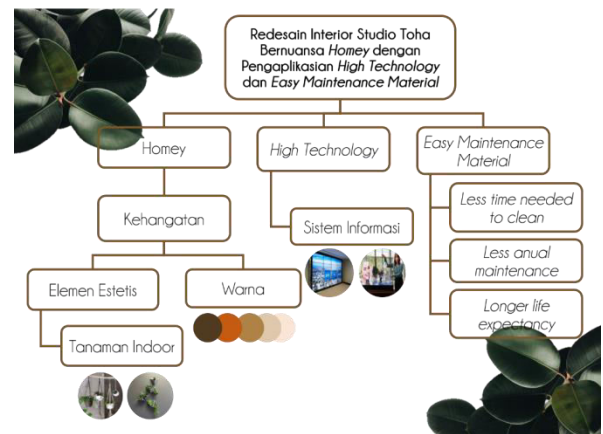 Redesain Interior Studio Toha
Bernuansa Homey dengan
Pengaplikasian High Technology
dan Easy Maintenance Material
Homey
High Technology
Easy Maintenance
Material
Kehangatan
Sistem Informasi
Less time needed
to clean
Less anual
maintenance
Longer life
expectancy
Elemen Estetis
Warna
Tanaman Indoor